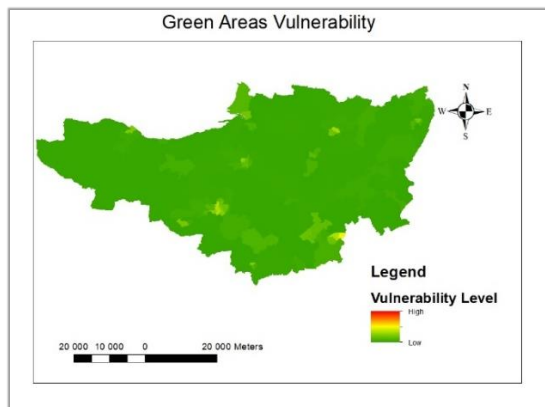 Green Areas Vulnerability
N
W E
S
Legend
Vulnerability Level
High
Low
20 000 10 000 0 20 000 Meters